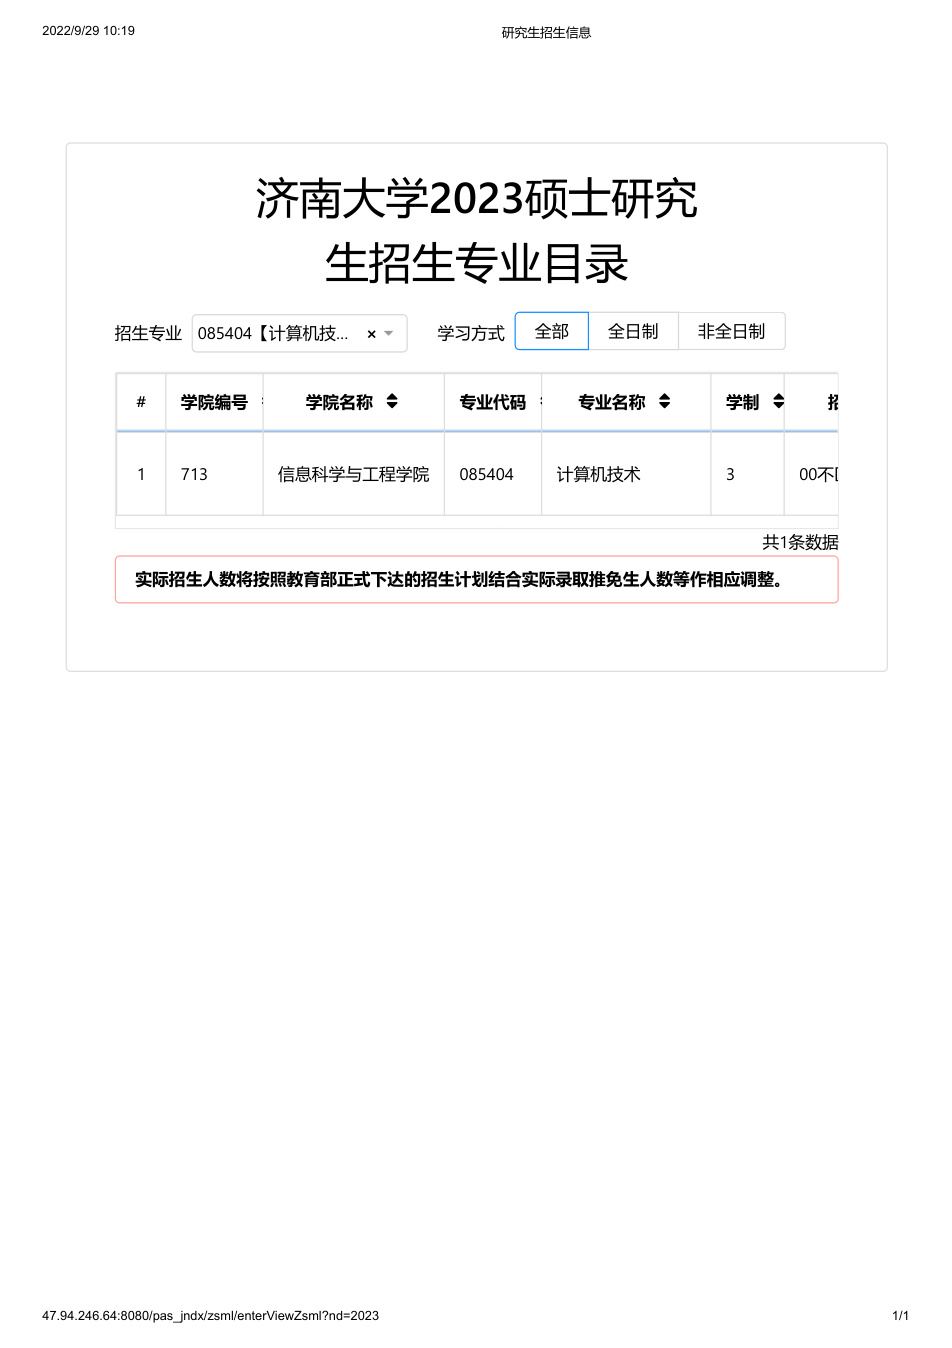 2022/9/29 10:19
研究生招生信息
济南大学2023硕士研究
生招生专业目录
招生专业 085404【计算机技... × 学习方式 全部 全日制 非全日制
# 学院编号 学院名称 专业代码 专业名称 学制
1 713 信息科学与工程学院 085404 计算机技术 3 00不
共1条数据
实际招生人数将按照教育部正式下达的招生计划结合实际录取推免生人数等作相应调整。
47.94.246.64:8080/pas_jndx/zsml/enterViewZsml?nd=2023
1/1